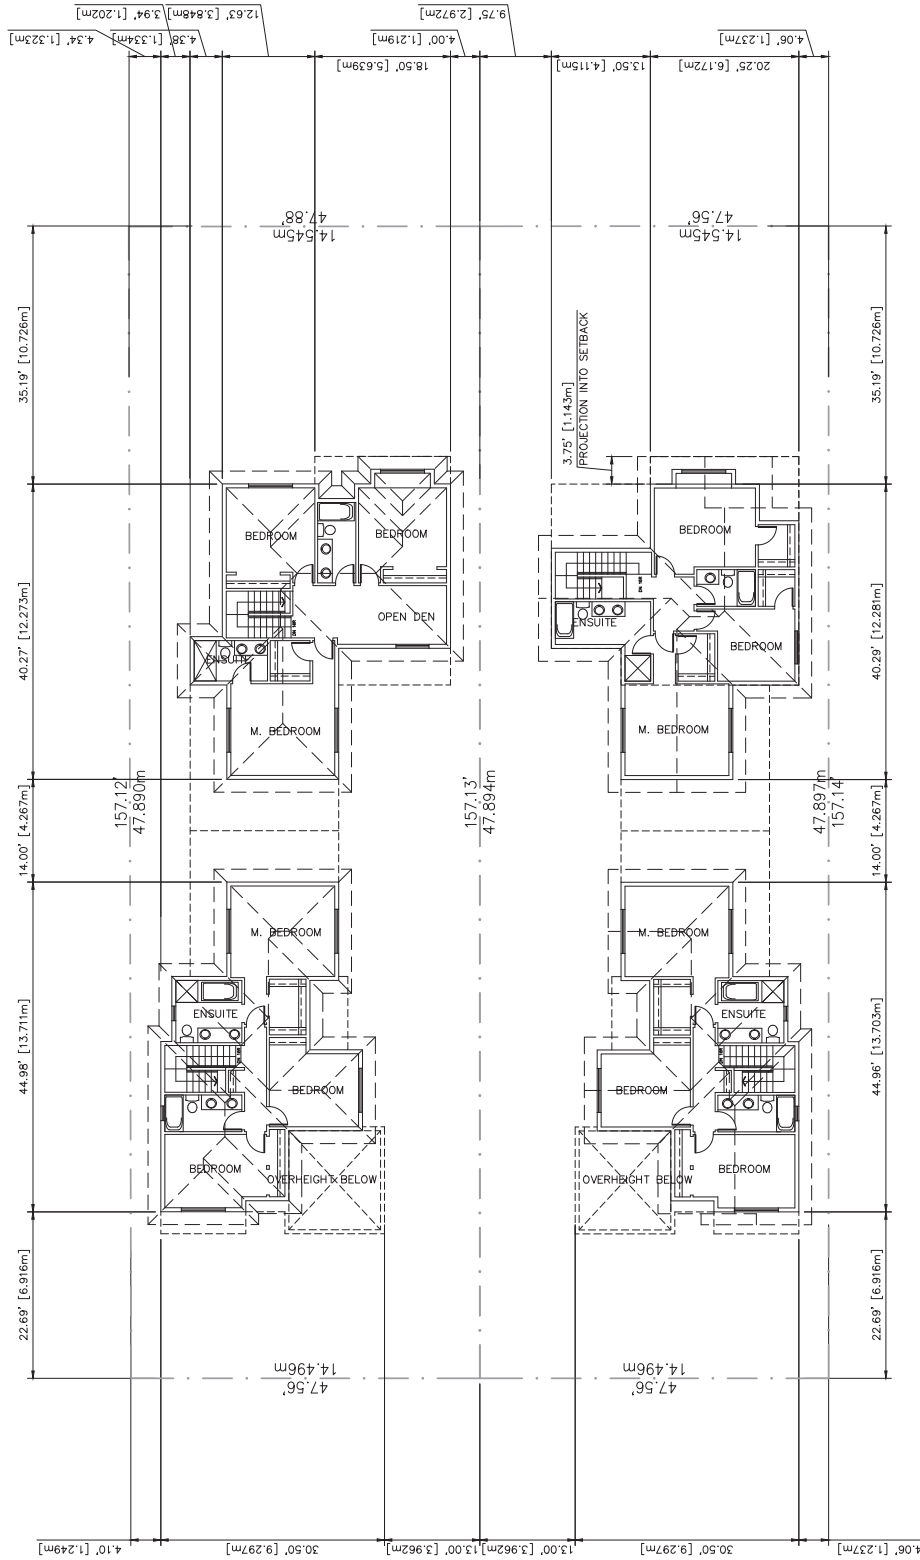 4.34' [1.323m]
3.94' [1.202m]
4.38' [1.334m]
12.63' [3.848m]
18.50' [5.639m]
4.00' [1.219m]
9.75' [2.972m]
13.50' [4.115m]
20.25' [6.172m]
4.06' [1.237m]
47.88'
14.545m
47.56'
14.545m
35.19' [10.726m]
3.75' [1.143m]
PROJECTION INTO SETBACK
35.19' [10.726m]
BEDROOM
BEDROOM
BEDROOM
OPEN DEN
DN 16R
DN 16R
ENSUITE
ENSUITE
BEDROOM
M. BEDROOM
M. BEDROOM
40.27' [12.273m]
40.29' [12.281m]
157.12'
47.890m
157.13'
47.894m
47.897m
157.14'
14.00' [4.267m]
14.00' [4.267m]
M. BEDROOM
M. BEDROOM
ENSUITE
ENSUITE
DN 16R
DN 16R
BEDROOM
BEDROOM
44.98' [13.711m]
44.96' [13.703m]
BEDROOM
OVERHEIGHT BELOW
OVERHEIGHT BELOW
BEDROOM
22.69' [6.916m]
22.69' [6.916m]
14.496m
47.56'
14.496m
47.56'
4.10' [1.249m]
30.50' [9.297m]
13.00' [3.962m]
13.00' [3.962m]
30.50' [9.297m]
4.06' [1.237m]